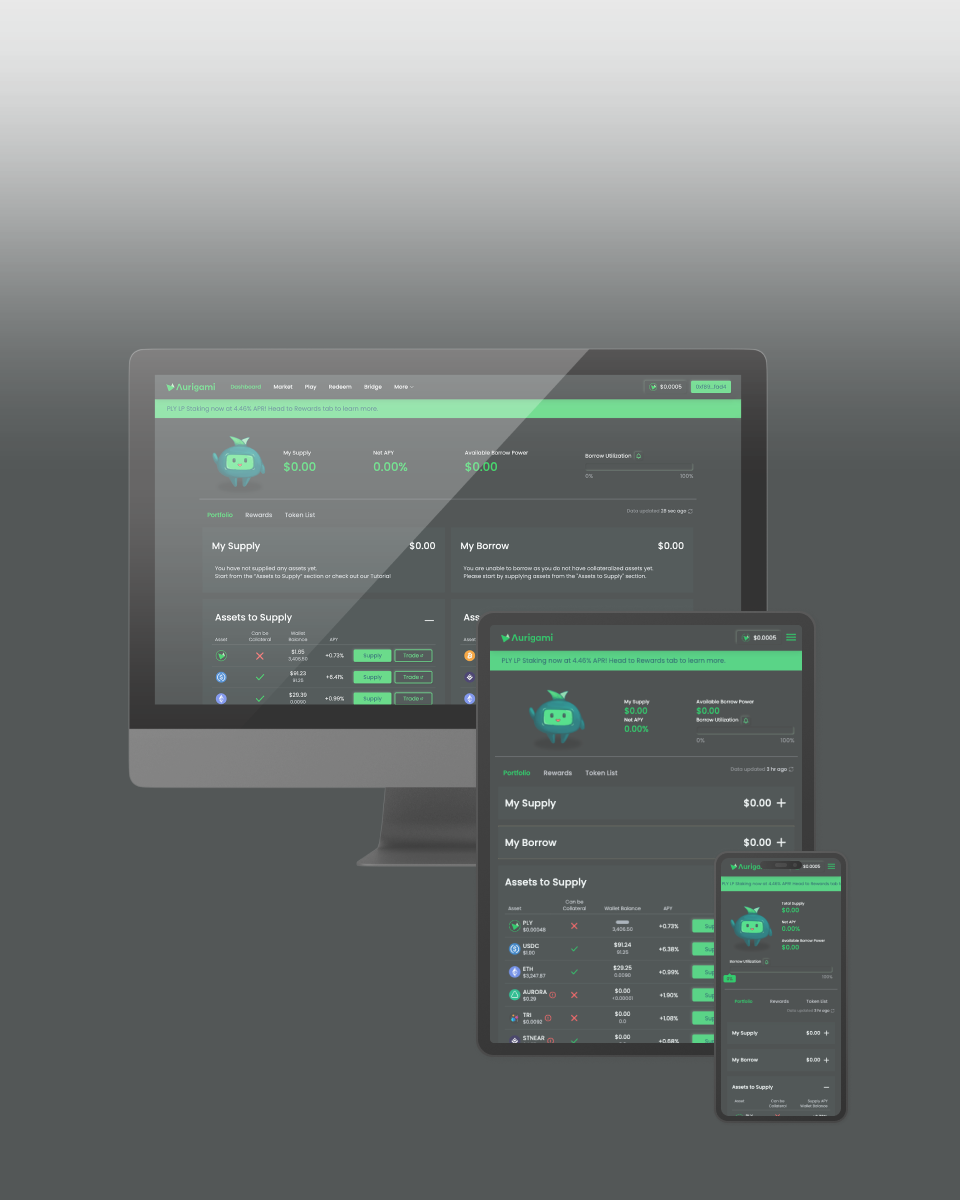 Aurigami Dashboard Market Play Redeem Bridge More $0.0005
PLY LP Staking now at 4.46% APR! Head to Rewards tab to learn more.
My Supply Net APY Available Borrow Power Borrow Utilization
$0.00 0.00% $0.00
0% 100%
Portfolio Rewards Token List Data updated 28 sec ago
My Supply $0.00
You have not supplied any assets yet.
Start from the "Assets to Supply" section or check out our Tutorial
My Borrow $0.00
You are unable to borrow as you do not have collateralized assets yet.
Please start by supplying assets from the "Assets to Supply" section.
Assets to Supply
Asset Can be Collateral Wallet Balance APY
$1.65
3,406.60 +0.73% Supply Trade
$91.23
91.25 +6.41% Supply Trade
$29.39
0.0090 +0.99% Supply Trade
Ass
Asset
Aurigami $0.0005
PLY LP Staking now at 4.46% APR! Head to Rewards tab to learn more.
My Supply Available Borrow Power
$0.00 $0.00
Net APY Borrow Utilization
0.00%
0% 100%
Portfolio Rewards Token List Data updated 3 hr ago
My Supply $0.00
My Borrow $0.00
Assets to Supply
Asset Can be Collateral Wallet Balance APY
PLY
$0.00048 3,406.60 +0.73% Sup
USDC $91.24
$1.00 91.25 +6.38% Sup
ETH $29.25
$3,247.87 0.0090 +0.99% Sup
AURORA $0.00
$0.29 <0.00001 +1.90% Sup
TRI $0.00
$0.0092 0.0 +1.08% Sup
STNEAR $0.00
+0.68%
Auriga $0.0005
PLY LP Staking now at 4.46% APR! Head to Rewards tab t
Total Supply
$0.00
Net APY
0.00%
Available Borrow Power
$0.00
Borrow Utilization
0% 100%
Portfolio Rewards Token List
Data updated 3 hr ago
My Supply $0.00
My Borrow $0.00
Assets to Supply
Asset Can be Collateral Supply APY
Wallet Balance